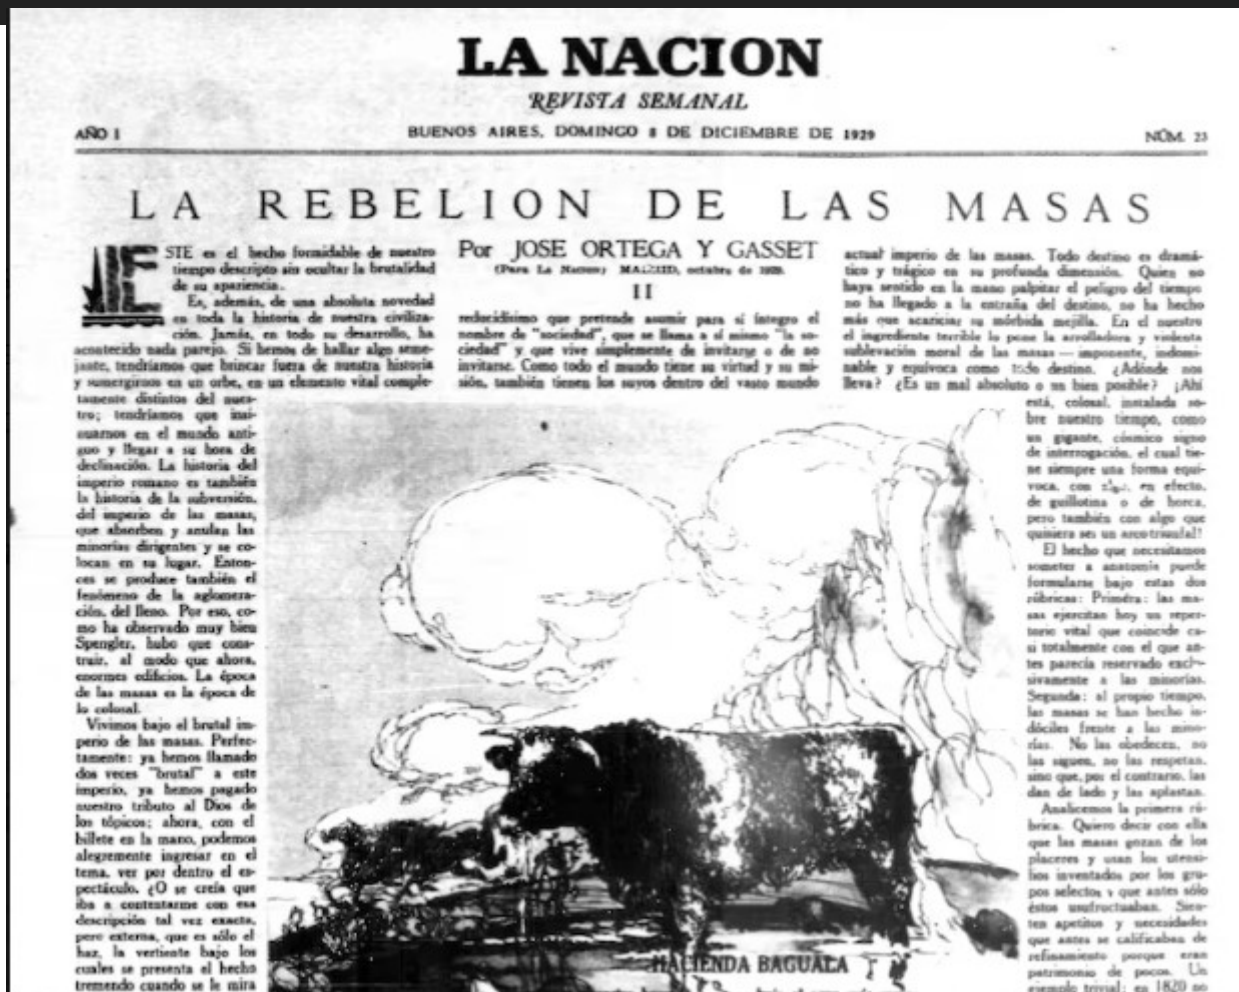 LA NACION
REVISTA SEMANAL
AÑO I
BUENOS AIRES, DOMINGO 8 DE DICIEMBRE DE 1929
NÚM. 23
LA REBELION DE LAS MASAS
Por JOSE ORTEGA Y GASSET
(Para La Nacion) MADRID, octubre de 1929.
II
ESTE es el hecho formidable de nuestro
tiempo descripto sin ocultar la brutalidad
de su apariencia.
Es, además, de una absoluta novedad
en toda la historia de nuestra civiliza-
ción. Jamás, en todo su desarrollo, ha
acontecido nada parejo. Si hemos de hallar algo seme-
jante, tendríamos que brincar fuera de nuestra historia
y sumergirnos en un orbe, en un elemento vital comple-
tamente distintos del nues-
tro; tendríamos que insi-
nuarnos en el mundo anti-
guo y llegar a su hora de
declinación. La historia del
imperio romano es también
la historia de la subversión,
del imperio de las masas,
que absorben y anulan las
minorías dirigentes y se co-
locan en su lugar. Enton-
ces se produce también el
fenómeno de la aglomera-
ción, del lleno. Por eso, co-
mo ha observado muy bien
Spengler, hubo que cons-
truir, al modo que ahora,
enormes edificios. La época
de las masas es la época de
lo colosal.
Vivimos bajo el brutal im-
perio de las masas. Perfec-
tamente: ya hemos llamado
dos veces "brutal" a este
imperio, ya hemos pagado
nuestro tributo al Dios de
los tópicos; ahora, con el
billete en la mano, podemos
alegremente ingresar en el
tema, ver por dentro el es-
pectáculo. ¿O se creía que
iba a contentarme con esa
descripción tal vez exacta,
pero externa, que es sólo el
haz, la vertiente bajo los
cuales se presenta el hecho
tremendo cuando se le mira
reducidísimo que pretende asumir para sí íntegro el
nombre de "sociedad", que se llama a sí mismo "la so-
ciedad" y que vive simplemente de invitarse o de no
invitarse. Como todo el mundo tiene su virtud y su mi-
sión, también tienen los suyos dentro del vasto mundo
actual imperio de las masas. Todo destino es dramá-
tico y trágico en su profunda dimensión. Quien no
haya sentido en la mano palpitar el peligro del tiempo
no ha llegado a la entraña del destino, no ha hecho
más que acariciar su mórbida mejilla. En el nuestro
el ingrediente terrible lo pone la arrolladora y violenta
sublevación moral de las masas — imponente, indomi-
nable y equívoca como todo destino. ¿Adónde nos
lleva? ¿Es un mal absoluto o un bien posible? ¡Ahí
está, colosal, instalada so-
bre nuestro tiempo, como
un gigante, cósmico signo
de interrogación, el cual tie-
ne siempre una forma equí-
voca, con algo, en efecto,
de guillotina o de horca,
pero también con algo que
quisiera ser un arco triunfal!
El hecho que necesitamos
someter a anatomía puede
formularse bajo estas dos
rúbricas: Primera: las ma-
sas ejercitan hoy un reper-
torio vital que coincide ca-
si totalmente con el que an-
tes parecía reservado exclu-
sivamente a las minorías.
Segunda: al propio tiempo,
las masas se han hecho in-
dóciles frente a las mino-
rías. No las obedecen, no
las siguen, no las respetan,
sino que, por el contrario, las
dan de lado y las aplastan.
Analicemos la primera rú-
brica. Quiero decir con ella
que las masas gozan de los
placeres y usan los utensi-
lios inventados por los gru-
pos selectos y que antes sólo
éstos usufructuaban. Sien-
ten apetitos y necesidades
que antes se calificaban de
refinamiento porque eran
patrimonio de pocos. Un
ejemplo trivial: en 1820 no
HACIENDA BAGUALA